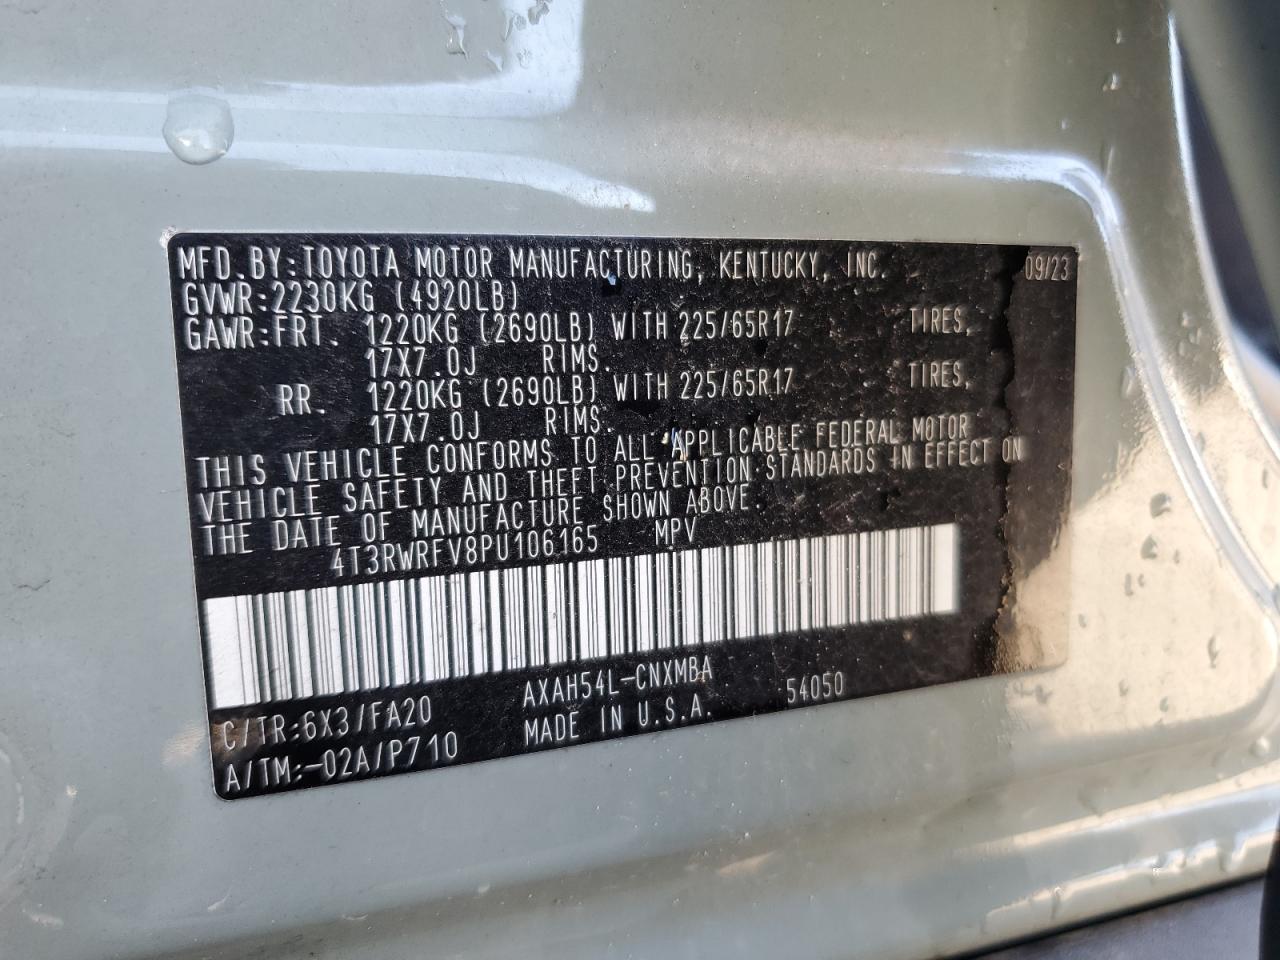 MFD.BY:TOYOTA MOTOR MANUFACTURING, KENTUCKY, INC. 09/23
GVWR:2230KG (4920LB)
GAWR:FRT. 1220KG (2690LB) WITH 225/65R17 TIRES,
17X7.0J RIMS.
RR. 1220KG (2690LB) WITH 225/65R17 TIRES,
17X7.0J RIMS.
THIS VEHICLE CONFORMS TO ALL APPLICABLE FEDERAL MOTOR
VEHICLE SAFETY AND THEFT PREVENTION STANDARDS IN EFFECT ON
THE DATE OF MANUFACTURE SHOWN ABOVE.
4T3RWRFV8PU106165 MPV
C/TR:6X3/FA20 AXAH54L-CNXMBA 54050
A/TM:-02A/P710 MADE IN U.S.A.